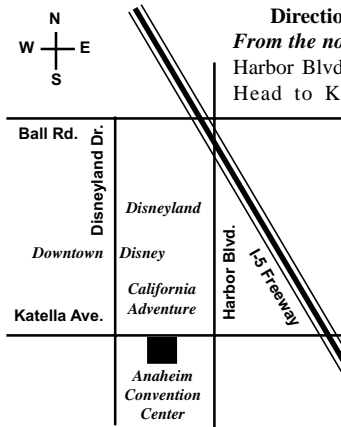 N
W E
S
Directio
From the no
Harbor Blvd
Head to K
Ball Rd.
Disneyland Dr.
Disneyland
Downtown Disney
California
Adventure
Harbor Blvd.
I-5 Freeway
Katella Ave.
Anaheim
Convention
Center